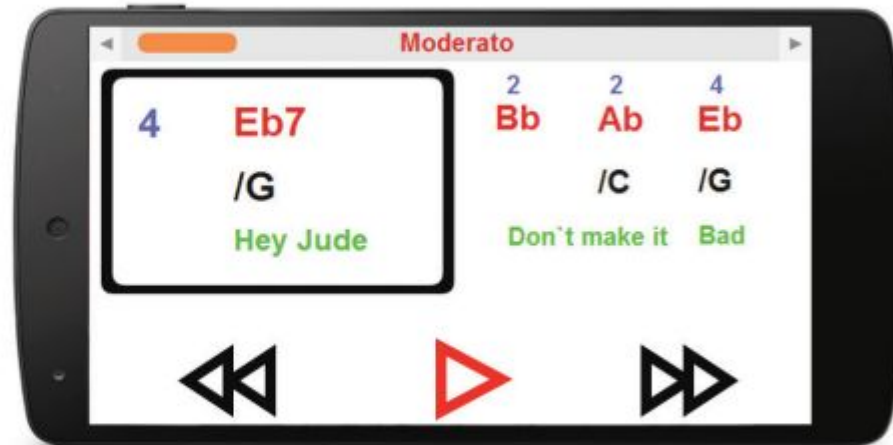 Moderato
4 Eb7
/G
Hey Jude
2 2 4
Bb Ab Eb
/C /G
Don`t make it Bad